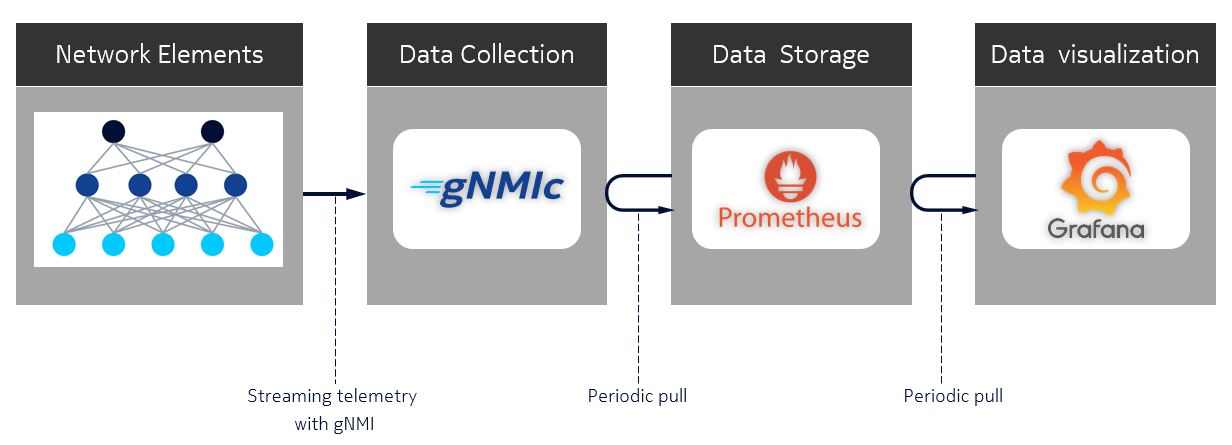 Network Elements
Data Collection
Data Storage
Data visualization
gNMIc
Prometheus
Grafana
Streaming telemetry
with gNMI
Periodic pull
Periodic pull